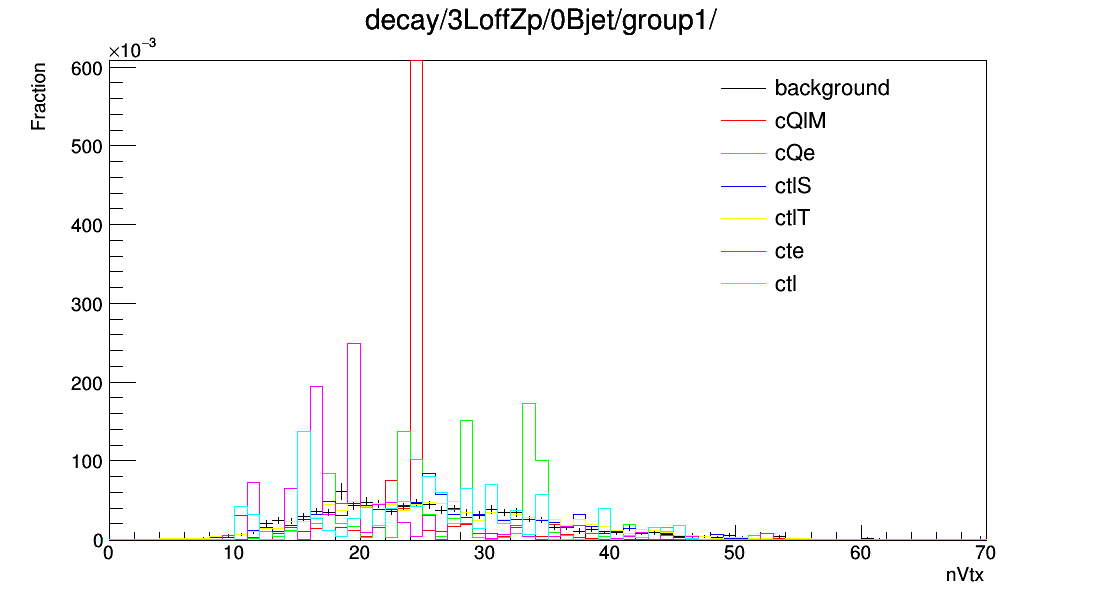 decay/3LoffZp/0Bjet/group1/
×10⁻³
Fraction
600
500
400
300
200
100
0
background
cQlM
cQe
ctlS
ctlT
cte
ctl
0 10 20 30 40 50 60 70
nVtx